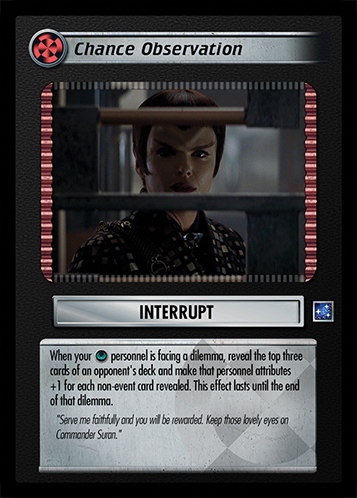 Chance Observation
INTERRUPT
When your personnel is facing a dilemma, reveal the top three
cards of an opponent's deck and make that personnel attributes
+1 for each non-event card revealed. This effect lasts until the end
of that dilemma.
"Serve me faithfully and you will be rewarded. Keep those lovely eyes on
Commander Suran."